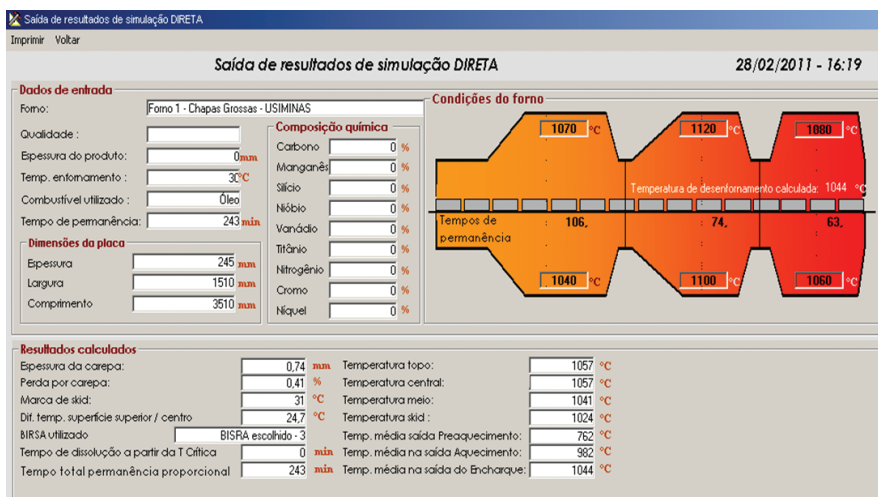 Saída de resultados de simulação DIRETA
Imprimir Voltar
Saída de resultados de simulação DIRETA 28/02/2011 - 16:19
Dados de entrada
Forno: Forno 1 - Chapas Grossas - USIMINAS
Qualidade :
Espessura do produto: 0 mm
Temp. enfornamento : 30 °C
Combustível utilizado : Óleo
Tempo de permanência: 243 min
Dimensões da placa
Espessura 245 mm
Largura 1510 mm
Comprimento 3510 mm
Composição química
Carbono 0 %
Manganês 0 %
Silício 0 %
Nióbio 0 %
Vanádio 0 %
Titânio 0 %
Nitrogênio 0 %
Cromo 0 %
Níquel 0 %
Condições do forno
1070 °C 1120 °C 1080 °C
Temperatura de desenfornamento calculada: 1044 °C
Tempos de permanência 106, 74, 63,
1040 °C 1100 °C 1060 °C
Resultados calculados
Espessura da carepa: 0,74 mm
Perda por carepa: 0,41 %
Marca de skid: 31 °C
Dif. temp. superfície superior / centro 24,7 °C
BIRSA utilizado BISRA escolhido - 3
Tempo de dissolução a partir da T Crítica 0 min
Tempo total permanência proporcional 243 min
Temperatura topo: 1057 °C
Temperatura central: 1057 °C
Temperatura meio: 1041 °C
Temperatura skid : 1024 °C
Temp. média saída Preaquecimento: 762 °C
Temp. média na saída Aquecimento: 982 °C
Temp. média na saída do Encharque: 1044 °C